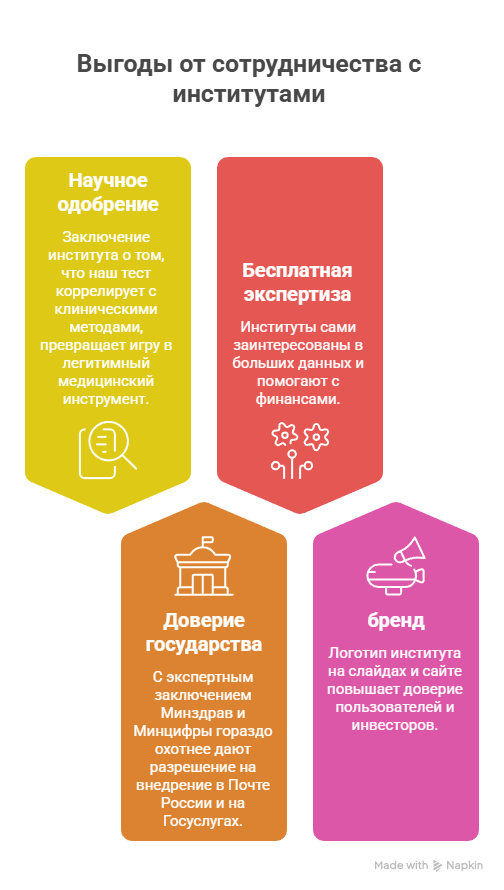 Выгоды от сотрудничества с
институтами
Научное
одобрение
Заключение
института о том,
что наш тест
коррелирует с
клиническими
методами,
превращает игру в
легитимный
медицинский
инструмент.
Бесплатная
экспертиза
Институты сами
заинтересованы в
больших данных и
помогают с
финансами.
Доверие
государства
С экспертным
заключением
Минздрав и
Минцифры гораздо
охотнее дают
разрешение на
внедрение в Почте
России и на
Госуслугах.
бренд
Логотип института
на слайдах и сайте
повышает доверие
пользователей и
инвесторов.
Made with Napkin